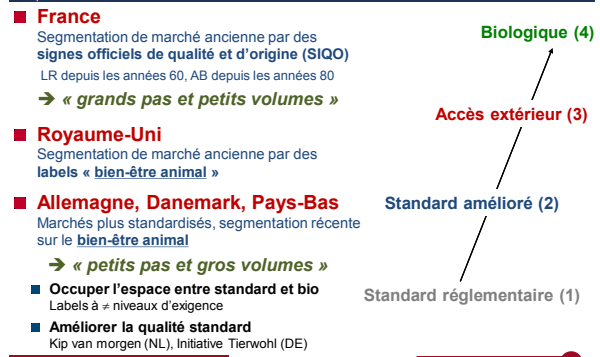 France
Segmentation de marché ancienne par des
signes officiels de qualité et d'origine (SIQO)
LR depuis les années 60, AB depuis les années 80
➔ « grands pas et petits volumes »
Royaume-Uni
Segmentation de marché ancienne par des
labels « bien-être animal »
Allemagne, Danemark, Pays-Bas
Marchés plus standardisés, segmentation récente
sur le bien-être animal
➔ « petits pas et gros volumes »
Occuper l'espace entre standard et bio
Labels à ≠ niveaux d'exigence
Améliorer la qualité standard
Kip van morgen (NL), Initiative Tierwohl (DE)
Biologique (4)
Accès extérieur (3)
Standard amélioré (2)
Standard réglementaire (1)